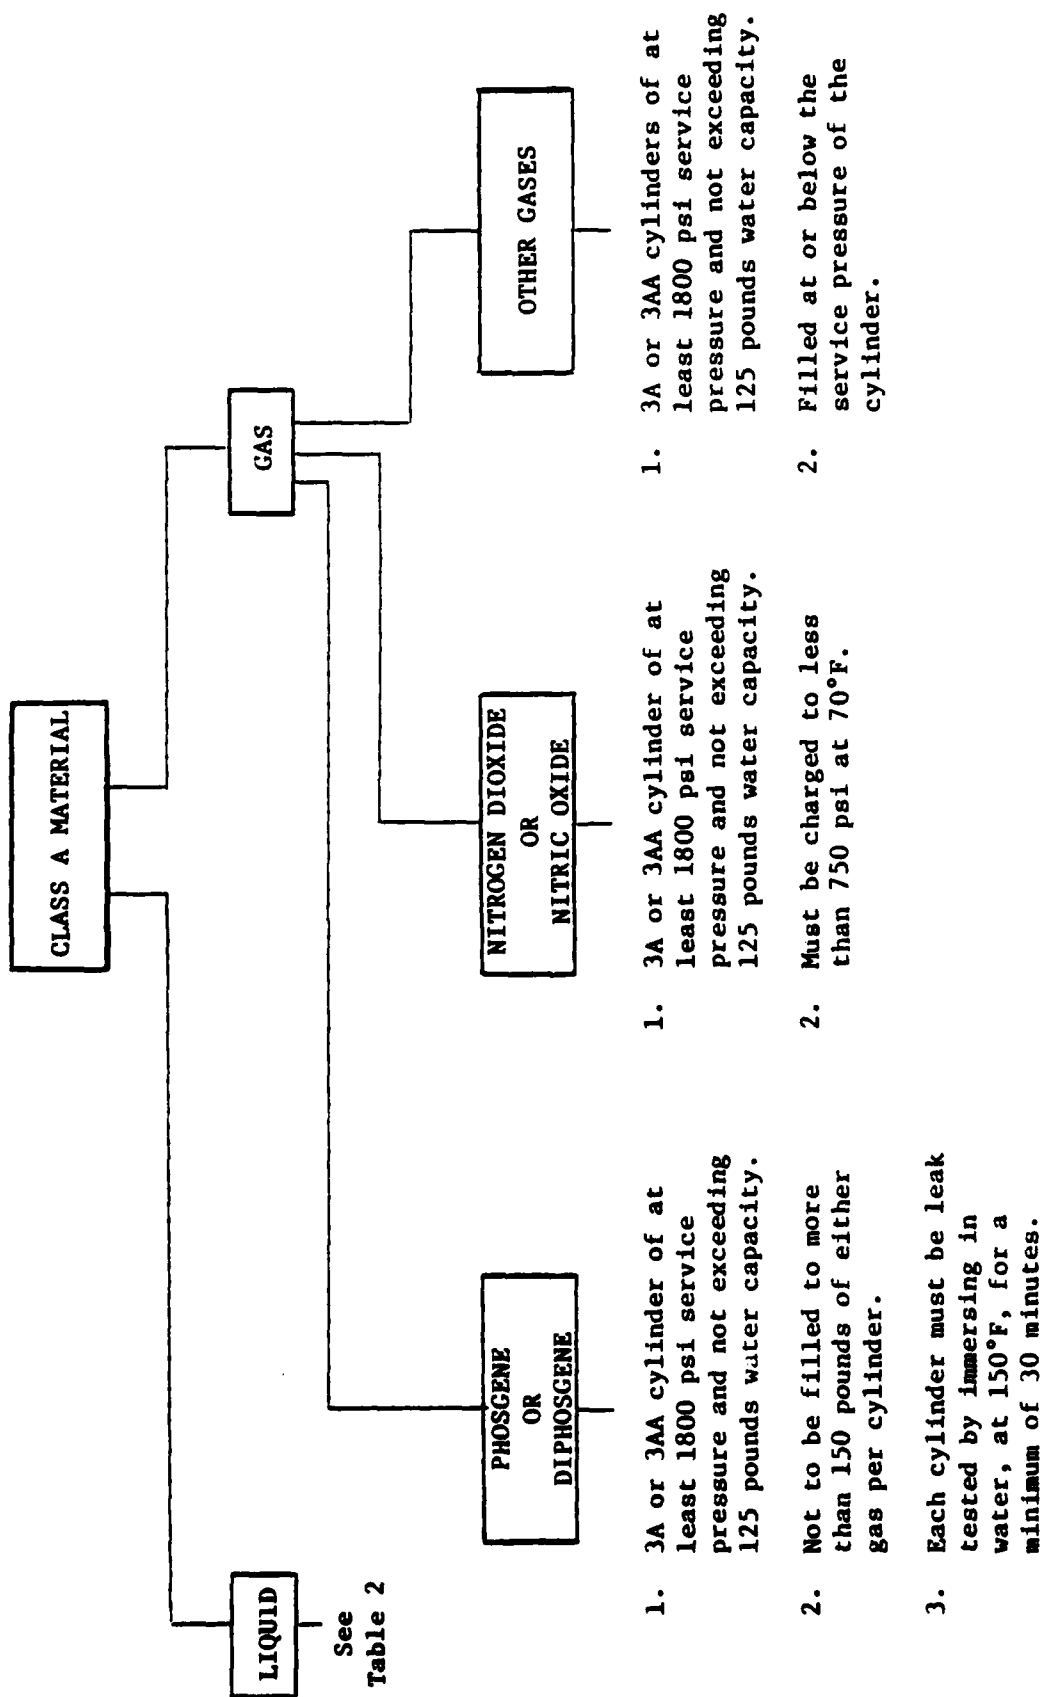 CLASS A MATERIAL
LIQUID
See
Table 2
GAS
PHOSGENE
OR
DIPHOSGENE
1. 3A or 3AA cylinder of at
least 1800 psi service
pressure and not exceeding
125 pounds water capacity.
2. Not to be filled to more
than 150 pounds of either
gas per cylinder.
3. Each cylinder must be leak
tested by immersing in
water, at 150°F, for a
minimum of 30 minutes.
NITROGEN DIOXIDE
OR
NITRIC OXIDE
1. 3A or 3AA cylinder of at
least 1800 psi service
pressure and not exceeding
125 pounds water capacity.
2. Must be charged to less
than 750 psi at 70°F.
OTHER GASES
1. 3A or 3AA cylinders of at
least 1800 psi service
pressure and not exceeding
125 pounds water capacity.
2. Filled at or below the
service pressure of the
cylinder.